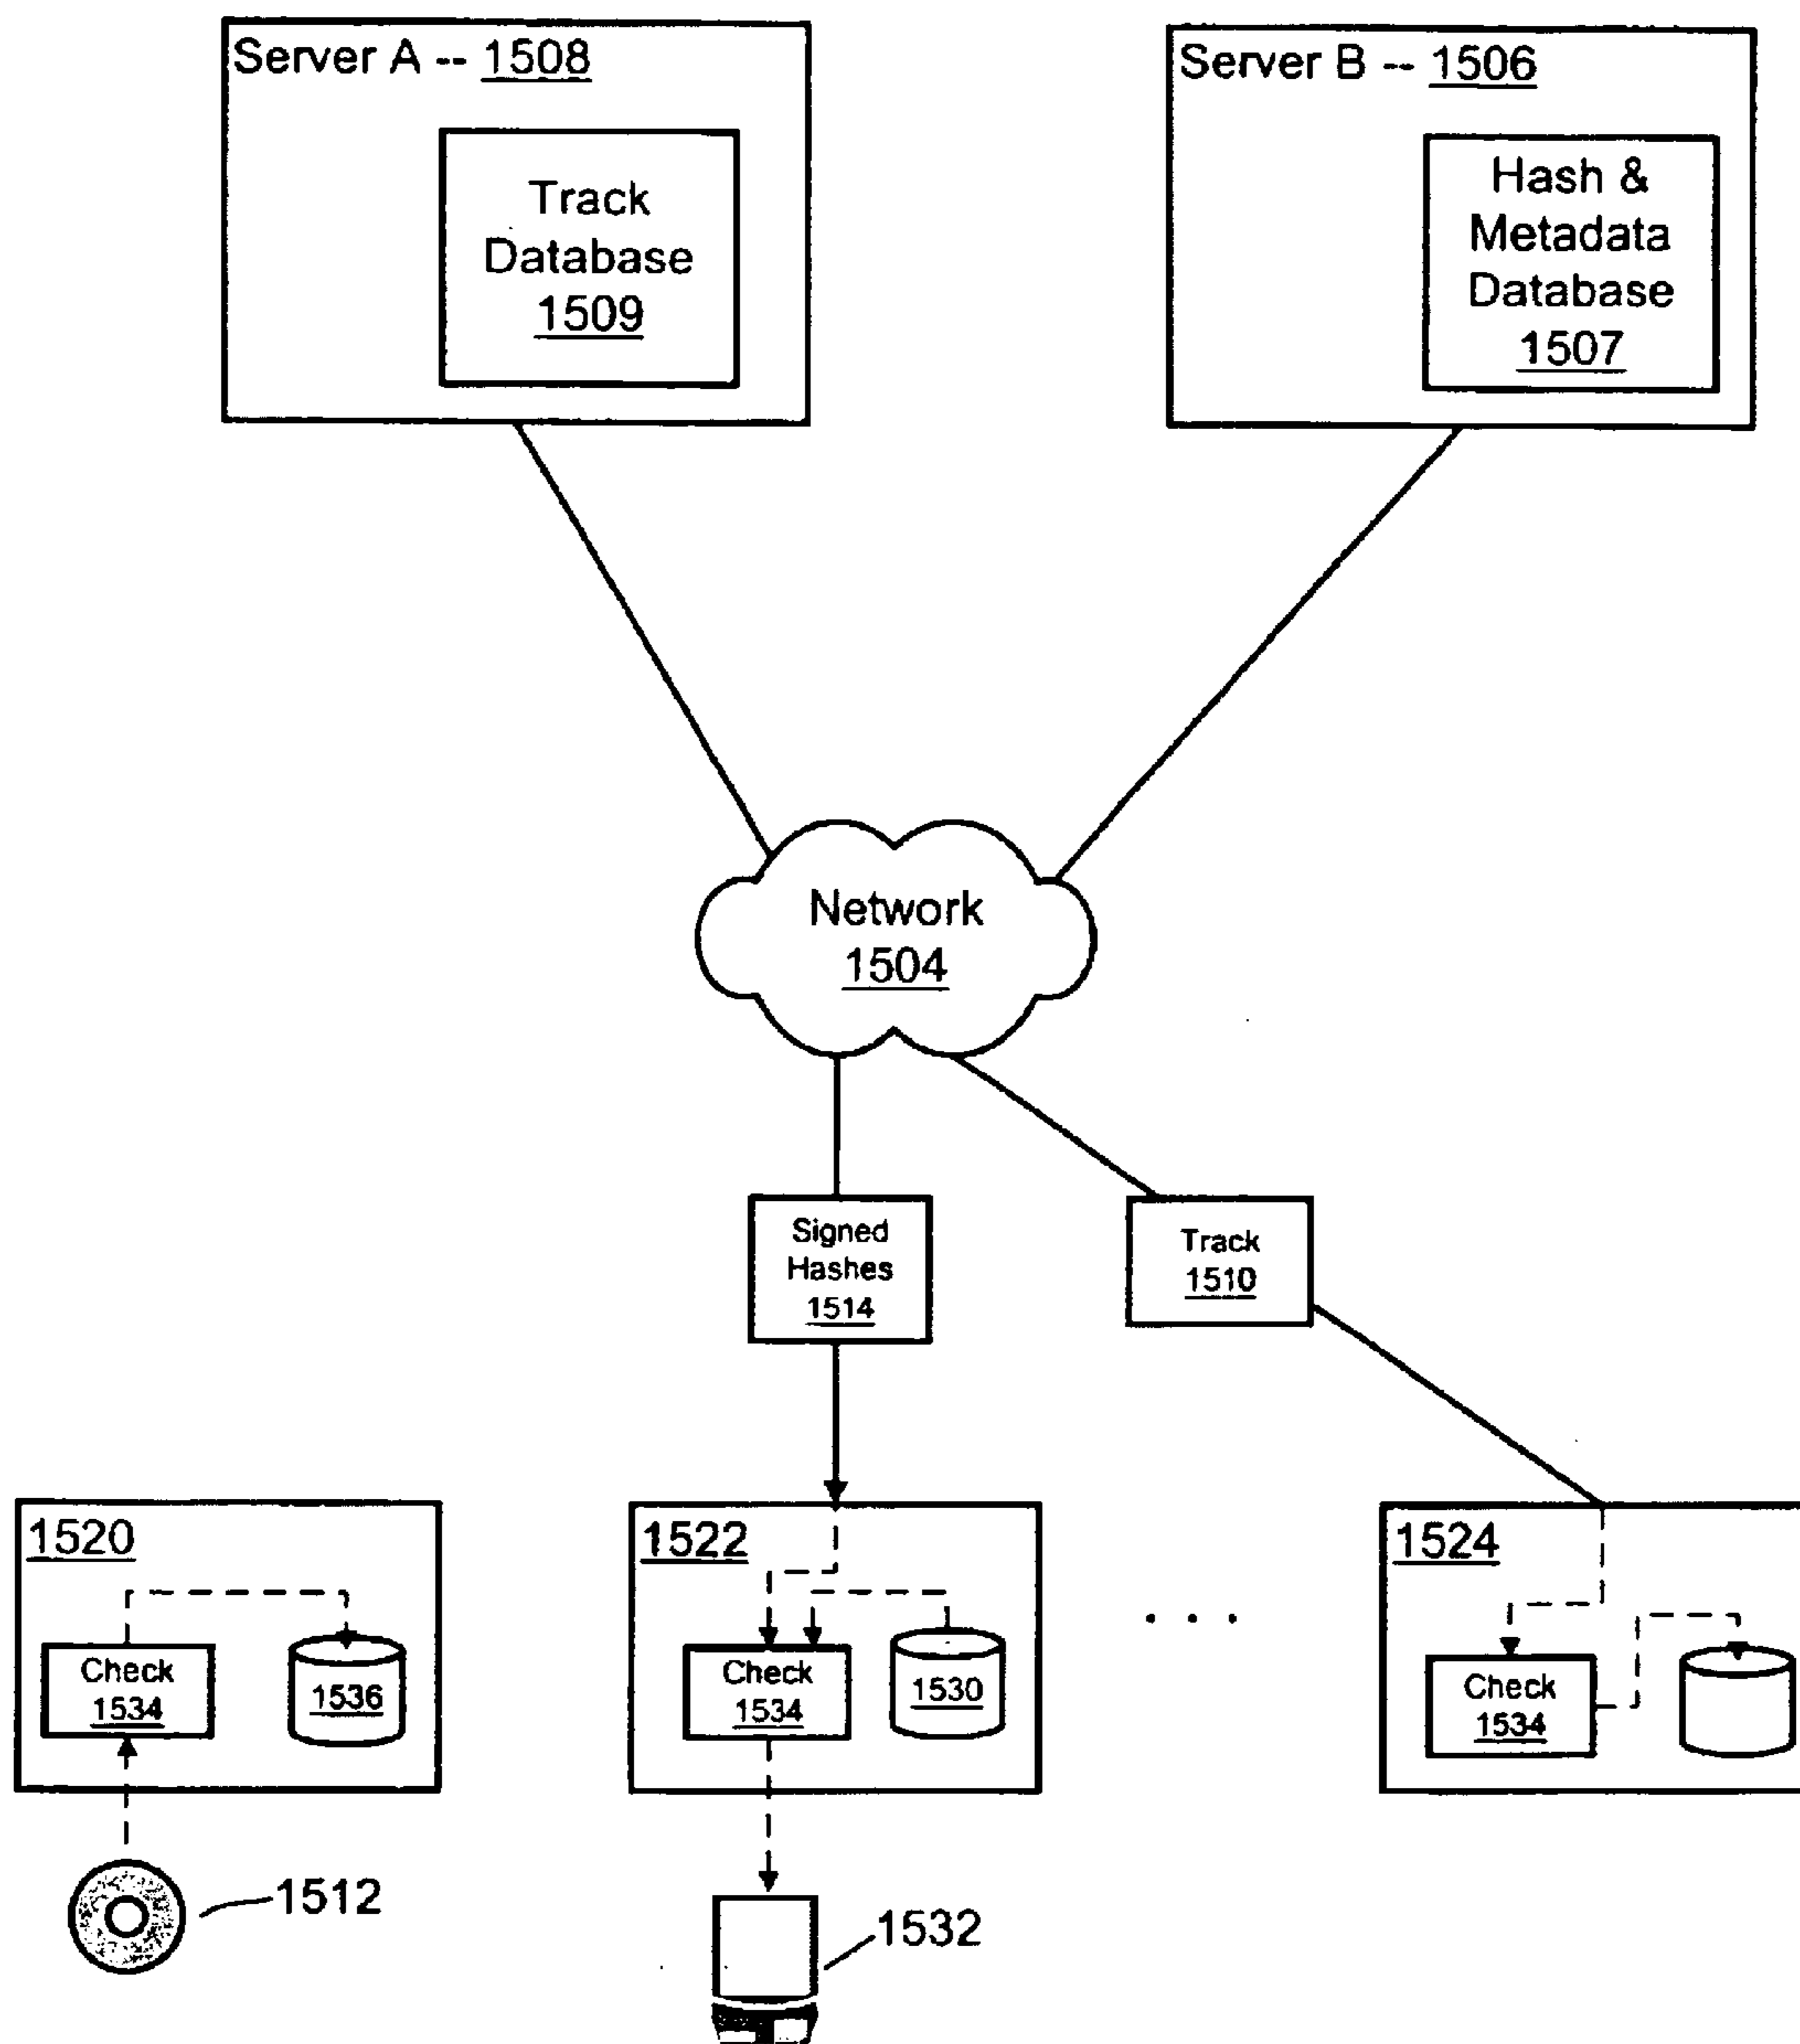 Server A -- 1508
Track
Database
1509
Server B -- 1506
Hash &
Metadata
Database
1507
Network
1504
Signed
Hashes
1514
Track
1510
1520
Check
1534
1536
1522
Check
1534
1530
. . .
1524
Check
1534
1512
1532